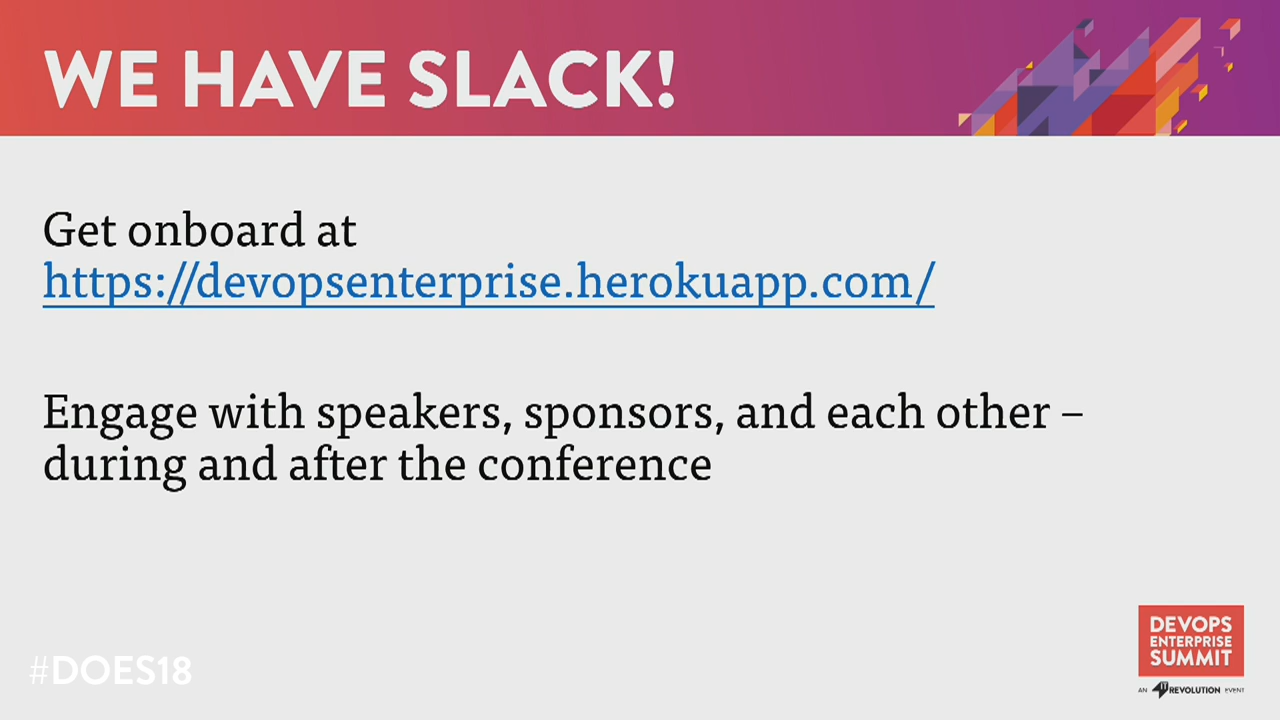 WE HAVE SLACK!
Get onboard at
https://devopsenterprise.herokuapp.com/
Engage with speakers, sponsors, and each other –
during and after the conference
#DOES18
DEVOPS
ENTERPRISE
SUMMIT
AN IT REVOLUTION EVENT